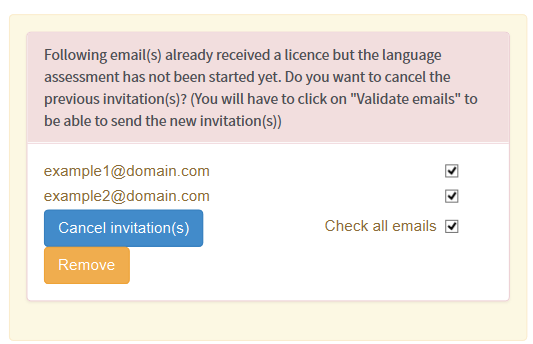 Following email(s) already received a licence but the language
assessment has not been started yet. Do you want to cancel the
previous invitation(s)? (You will have to click on "Validate emails" to
be able to send the new invitation(s))
example1@domain.com
example2@domain.com
Cancel invitation(s)
Check all emails
Remove